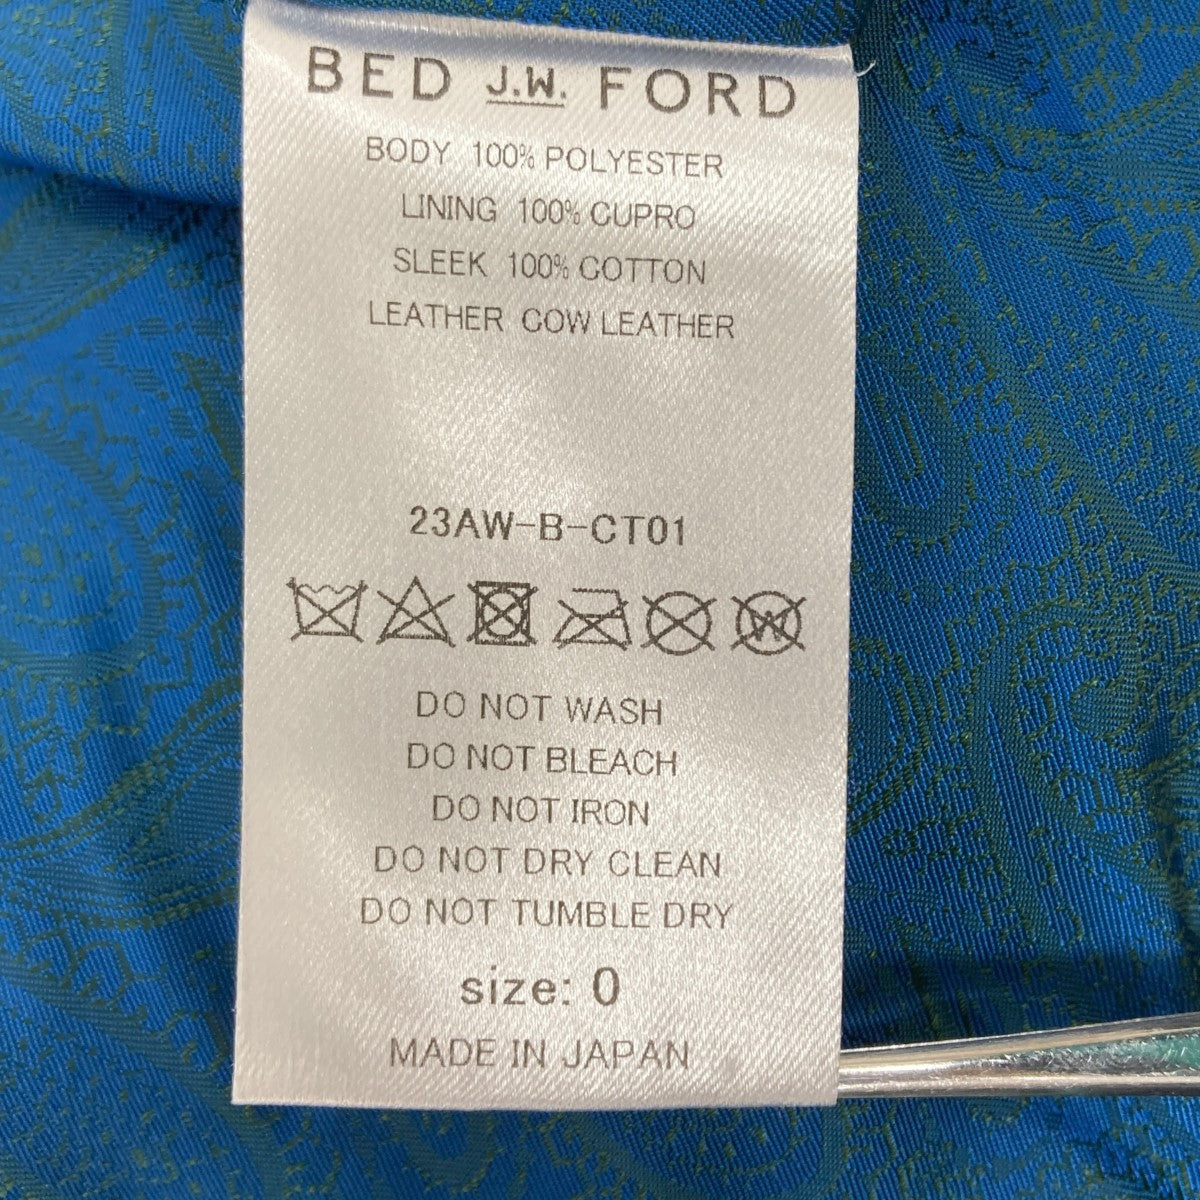 BED J.W. FORD
BODY 100% POLYESTER
LINING 100% CUPRO
SLEEK 100% COTTON
LEATHER COW LEATHER
23AW-B-CT01
W
DO NOT WASH
DO NOT BLEACH
DO NOT IRON
DO NOT DRY CLEAN
DO NOT TUMBLE DRY
size: 0
MADE IN JAPAN